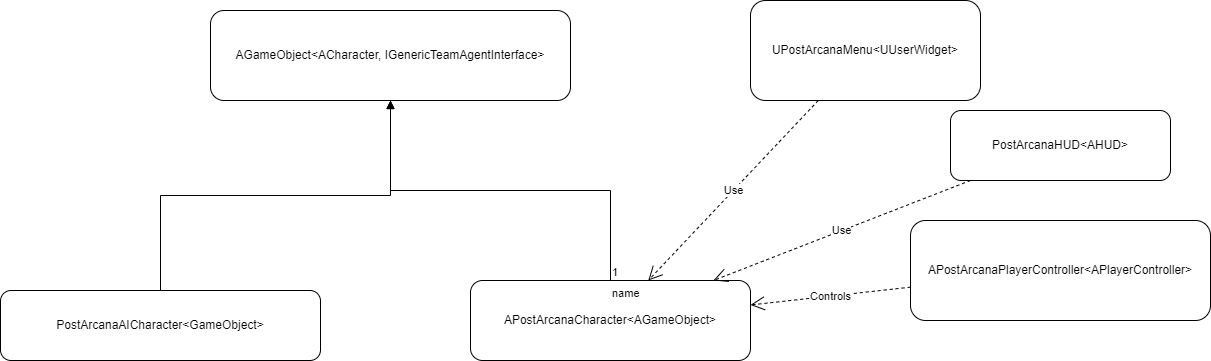 AGameObject<ACharacter, IGenericTeamAgentInterface>
UPostArcanaMenu<UUserWidget>
PostArcanaHUD<AHUD>
Use
Use
APostArcanaPlayerController<APlayerController>
1
name
Controls
APostArcanaCharacter<AGameObject>
PostArcanaAICharacter<GameObject>